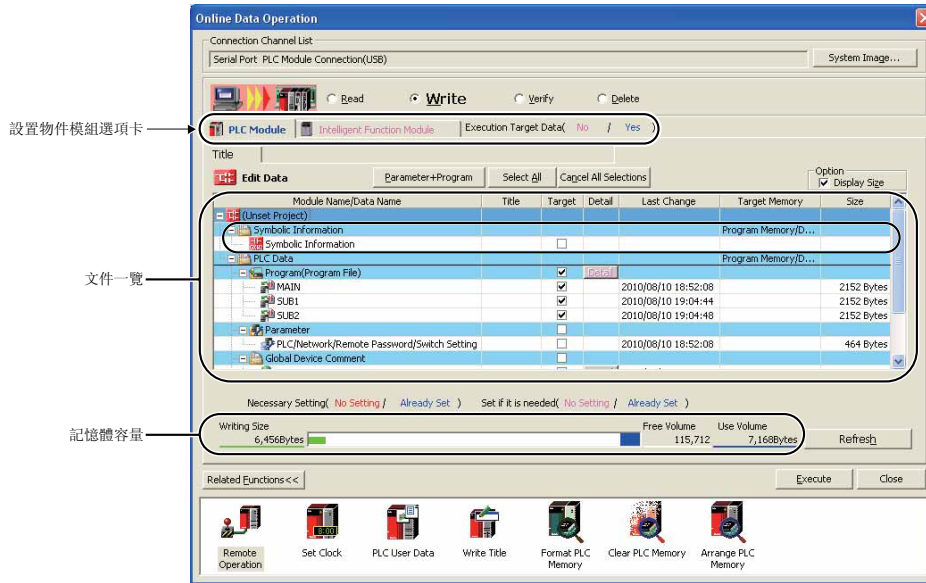 Online Data Operation
Connection Channel List
Serial Port PLC Module Connection(USB)
System Image...
Read
Write
Verify
Delete
設置物件模組選項卡
PLC Module
Intelligent Function Module
Execution Target Data( No / Yes )
Title
Edit Data
Parameter+Program
Select All
Cancel All Selections
Option
Display Size
Module Name/Data Name Title Target Detail Last Change Target Memory Size
(Unset Project)
Symbolic Information Program Memory/D...
Symbolic Information
PLC Data Program Memory/D...
文件一覽
Program(Program File) Detail
MAIN 2010/08/10 18:52:08 2152 Bytes
SUB1 2010/08/10 19:04:44 2152 Bytes
SUB2 2010/08/10 19:04:48 2152 Bytes
Parameter
PLC/Network/Remote Password/Switch Setting 2010/08/10 18:52:08 464 Bytes
Global Device Comment
Necessary Setting( No Setting / Already Set ) Set if it is needed( No Setting / Already Set )
記憶體容量
Writing Size
6,456Bytes
Free Volume
115,712
Use Volume
7,168Bytes
Refresh
Related Functions<<
Execute
Close
Remote Operation
Set Clock
PLC User Data
Write Title
Format PLC Memory
Clear PLC Memory
Arrange PLC Memory